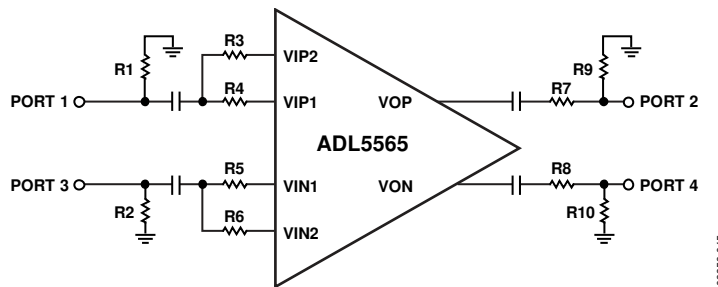 R3
VIP2
R1
R9
R4
R7
PORT 1
VIP1
VOP
PORT 2
ADL5565
R5
R8
PORT 3
VIN1
VON
PORT 4
R2
R6
R10
VIN2